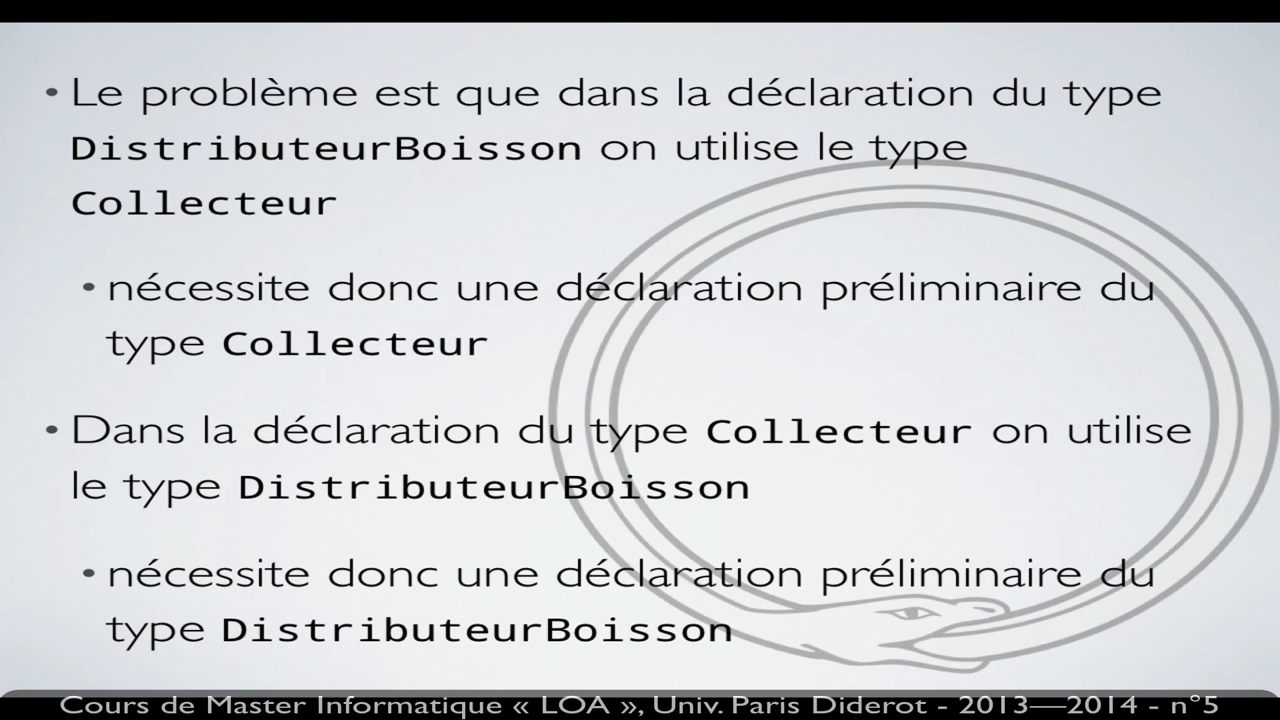 • Le problème est que dans la déclaration du type
DistributeurBoisson on utilise le type
Collecteur
• nécessite donc une déclaration préliminaire du
type Collecteur
• Dans la déclaration du type Collecteur on utilise
le type DistributeurBoisson
• nécessite donc une déclaration préliminaire du
type DistributeurBoisson
Cours de Master Informatique « LOA », Univ. Paris Diderot - 2013—2014 - n°5